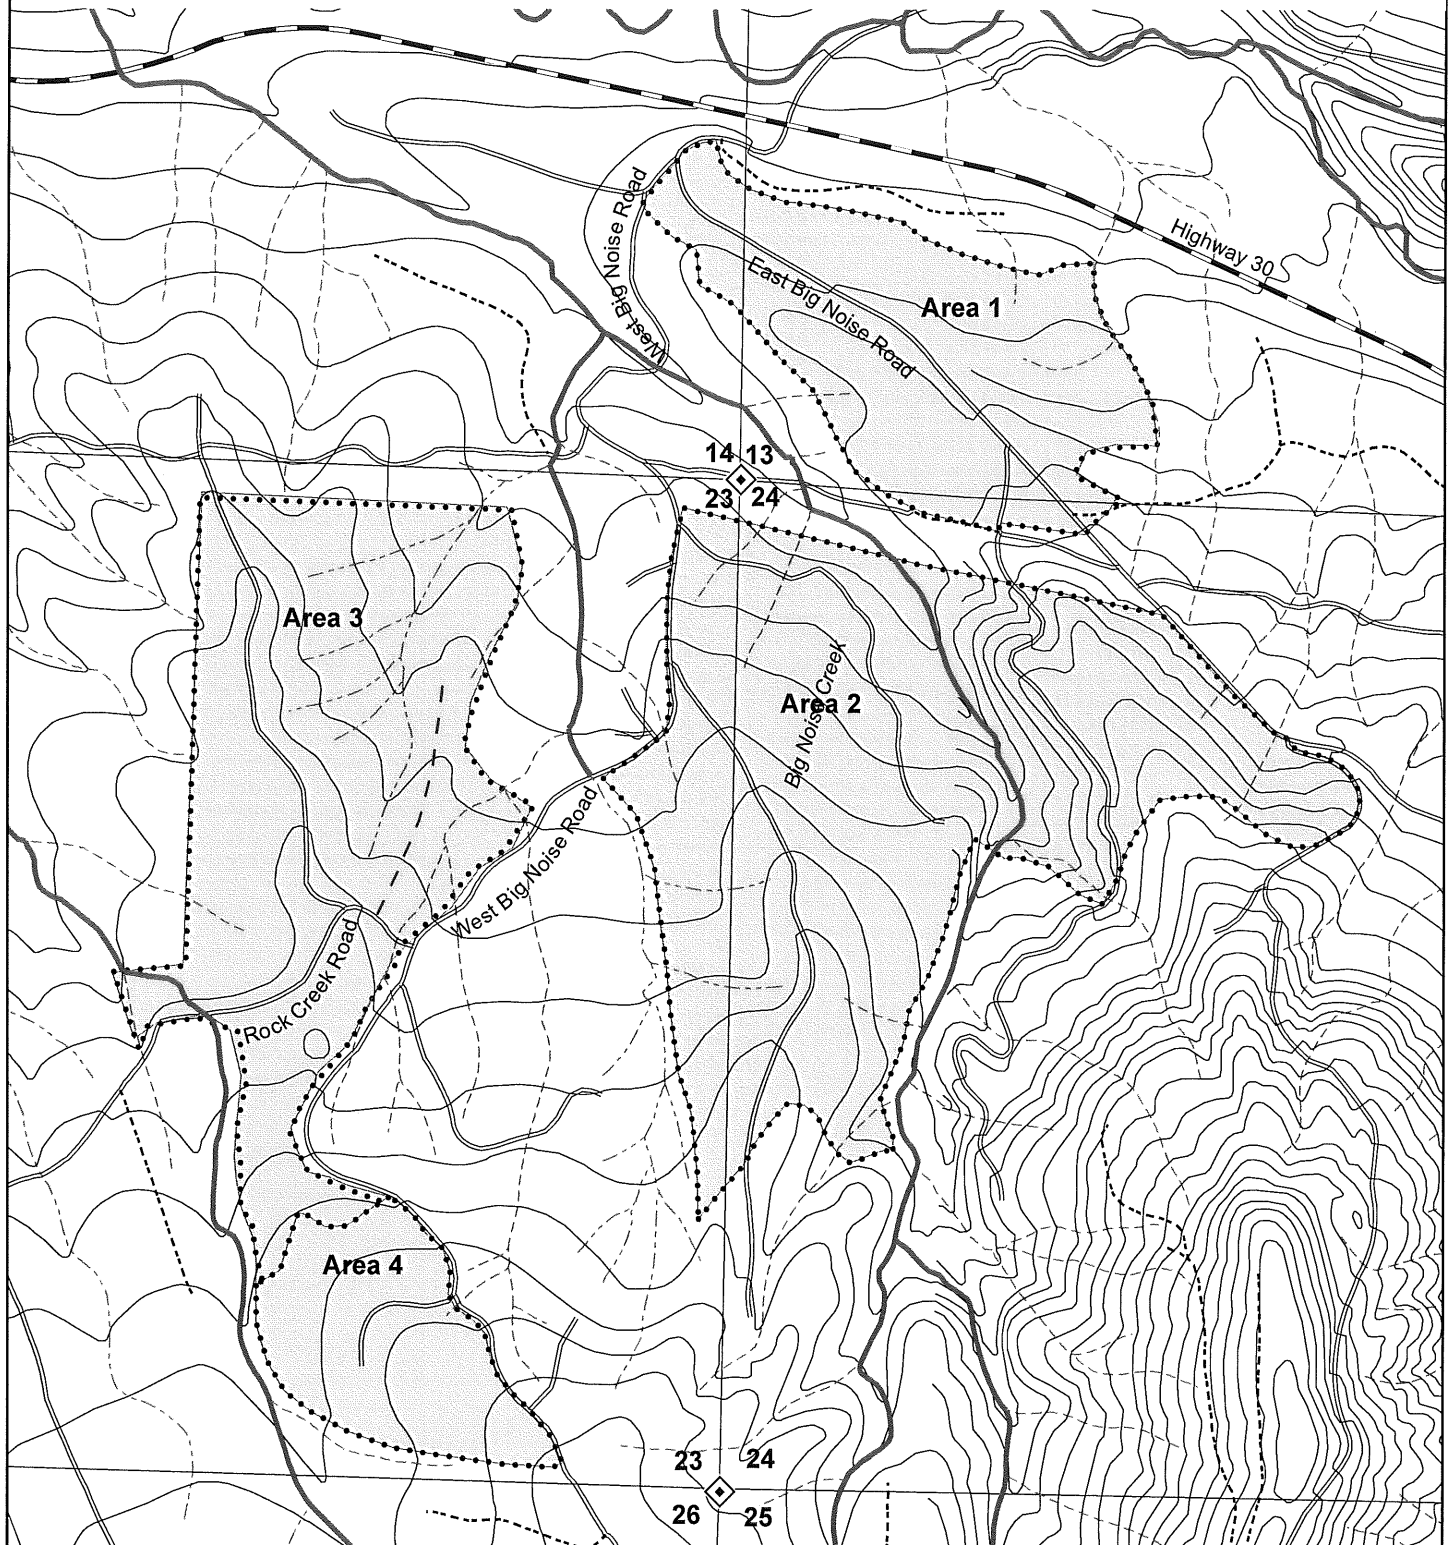 Highway 30
West Big Noise Road
East Big Noise Road
Area 1
14 13
23 24
Area 3
Area 2
Big Noise Creek
West Big Noise Road
Rock Creek Road
Area 4
23 24
26 25